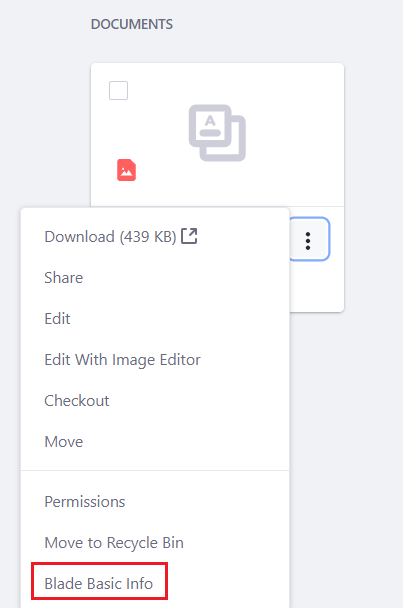 DOCUMENTS
A
Download (439 KB)
Share
Edit
Edit With Image Editor
Checkout
Move
Permissions
Move to Recycle Bin
Blade Basic Info